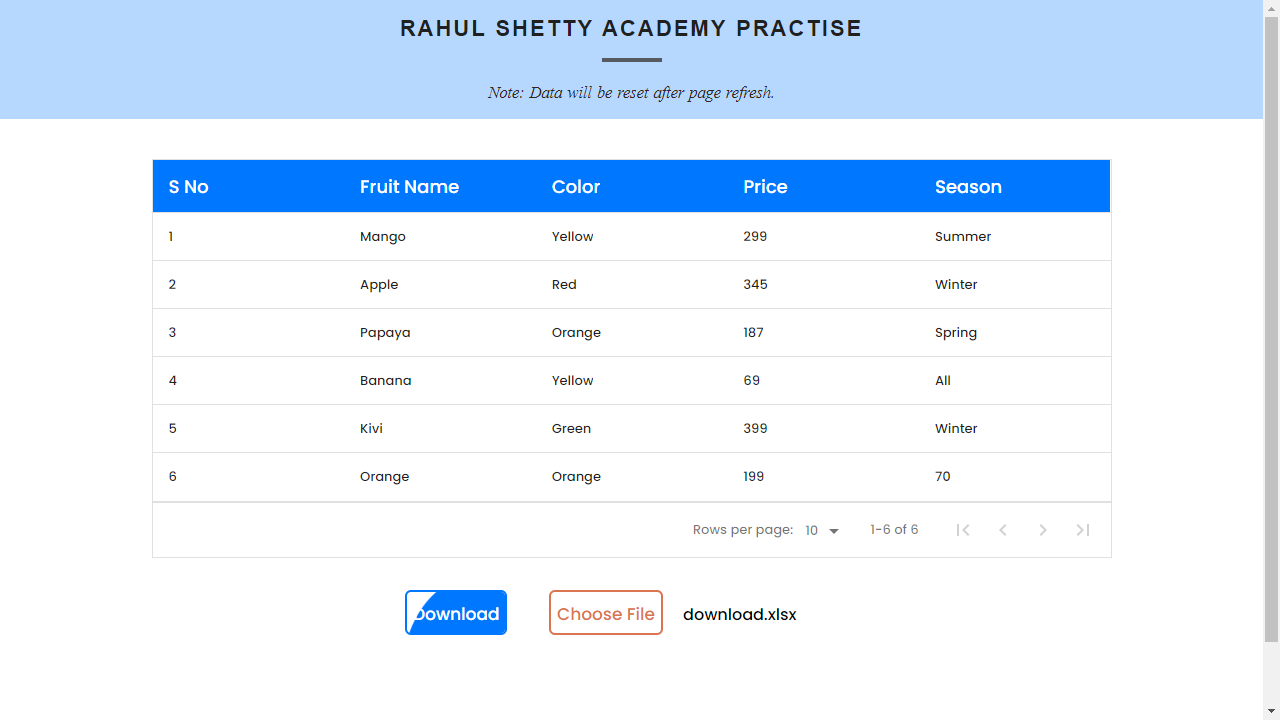 RAHUL SHETTY ACADEMY PRACTISE
Note: Data will be reset after page refresh.
S No Fruit Name Color Price Season
1 Mango Yellow 299 Summer
2 Apple Red 345 Winter
3 Papaya Orange 187 Spring
4 Banana Yellow 69 All
5 Kivi Green 399 Winter
6 Orange Orange 199 70
Rows per page: 10 1-6 of 6
Download Choose File download.xlsx